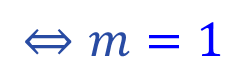 ⇔ m = 1